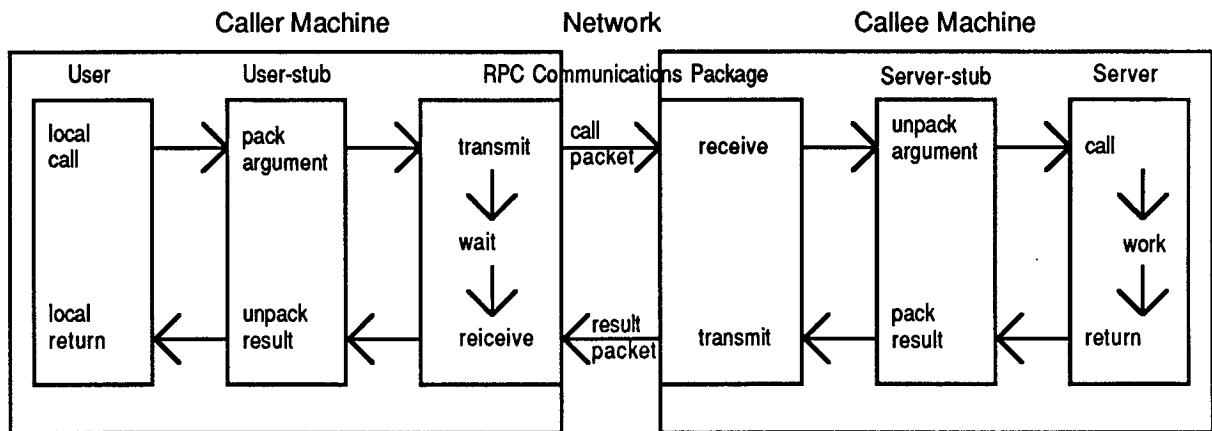 Caller Machine Network Callee Machine
User User-stub RPC Communications Package Server-stub Server
local
call
pack
argument
transmit
call
packet
receive
unpack
argument
call
wait
work
local
return
unpack
result
reiceive
result
packet
transmit
pack
result
return